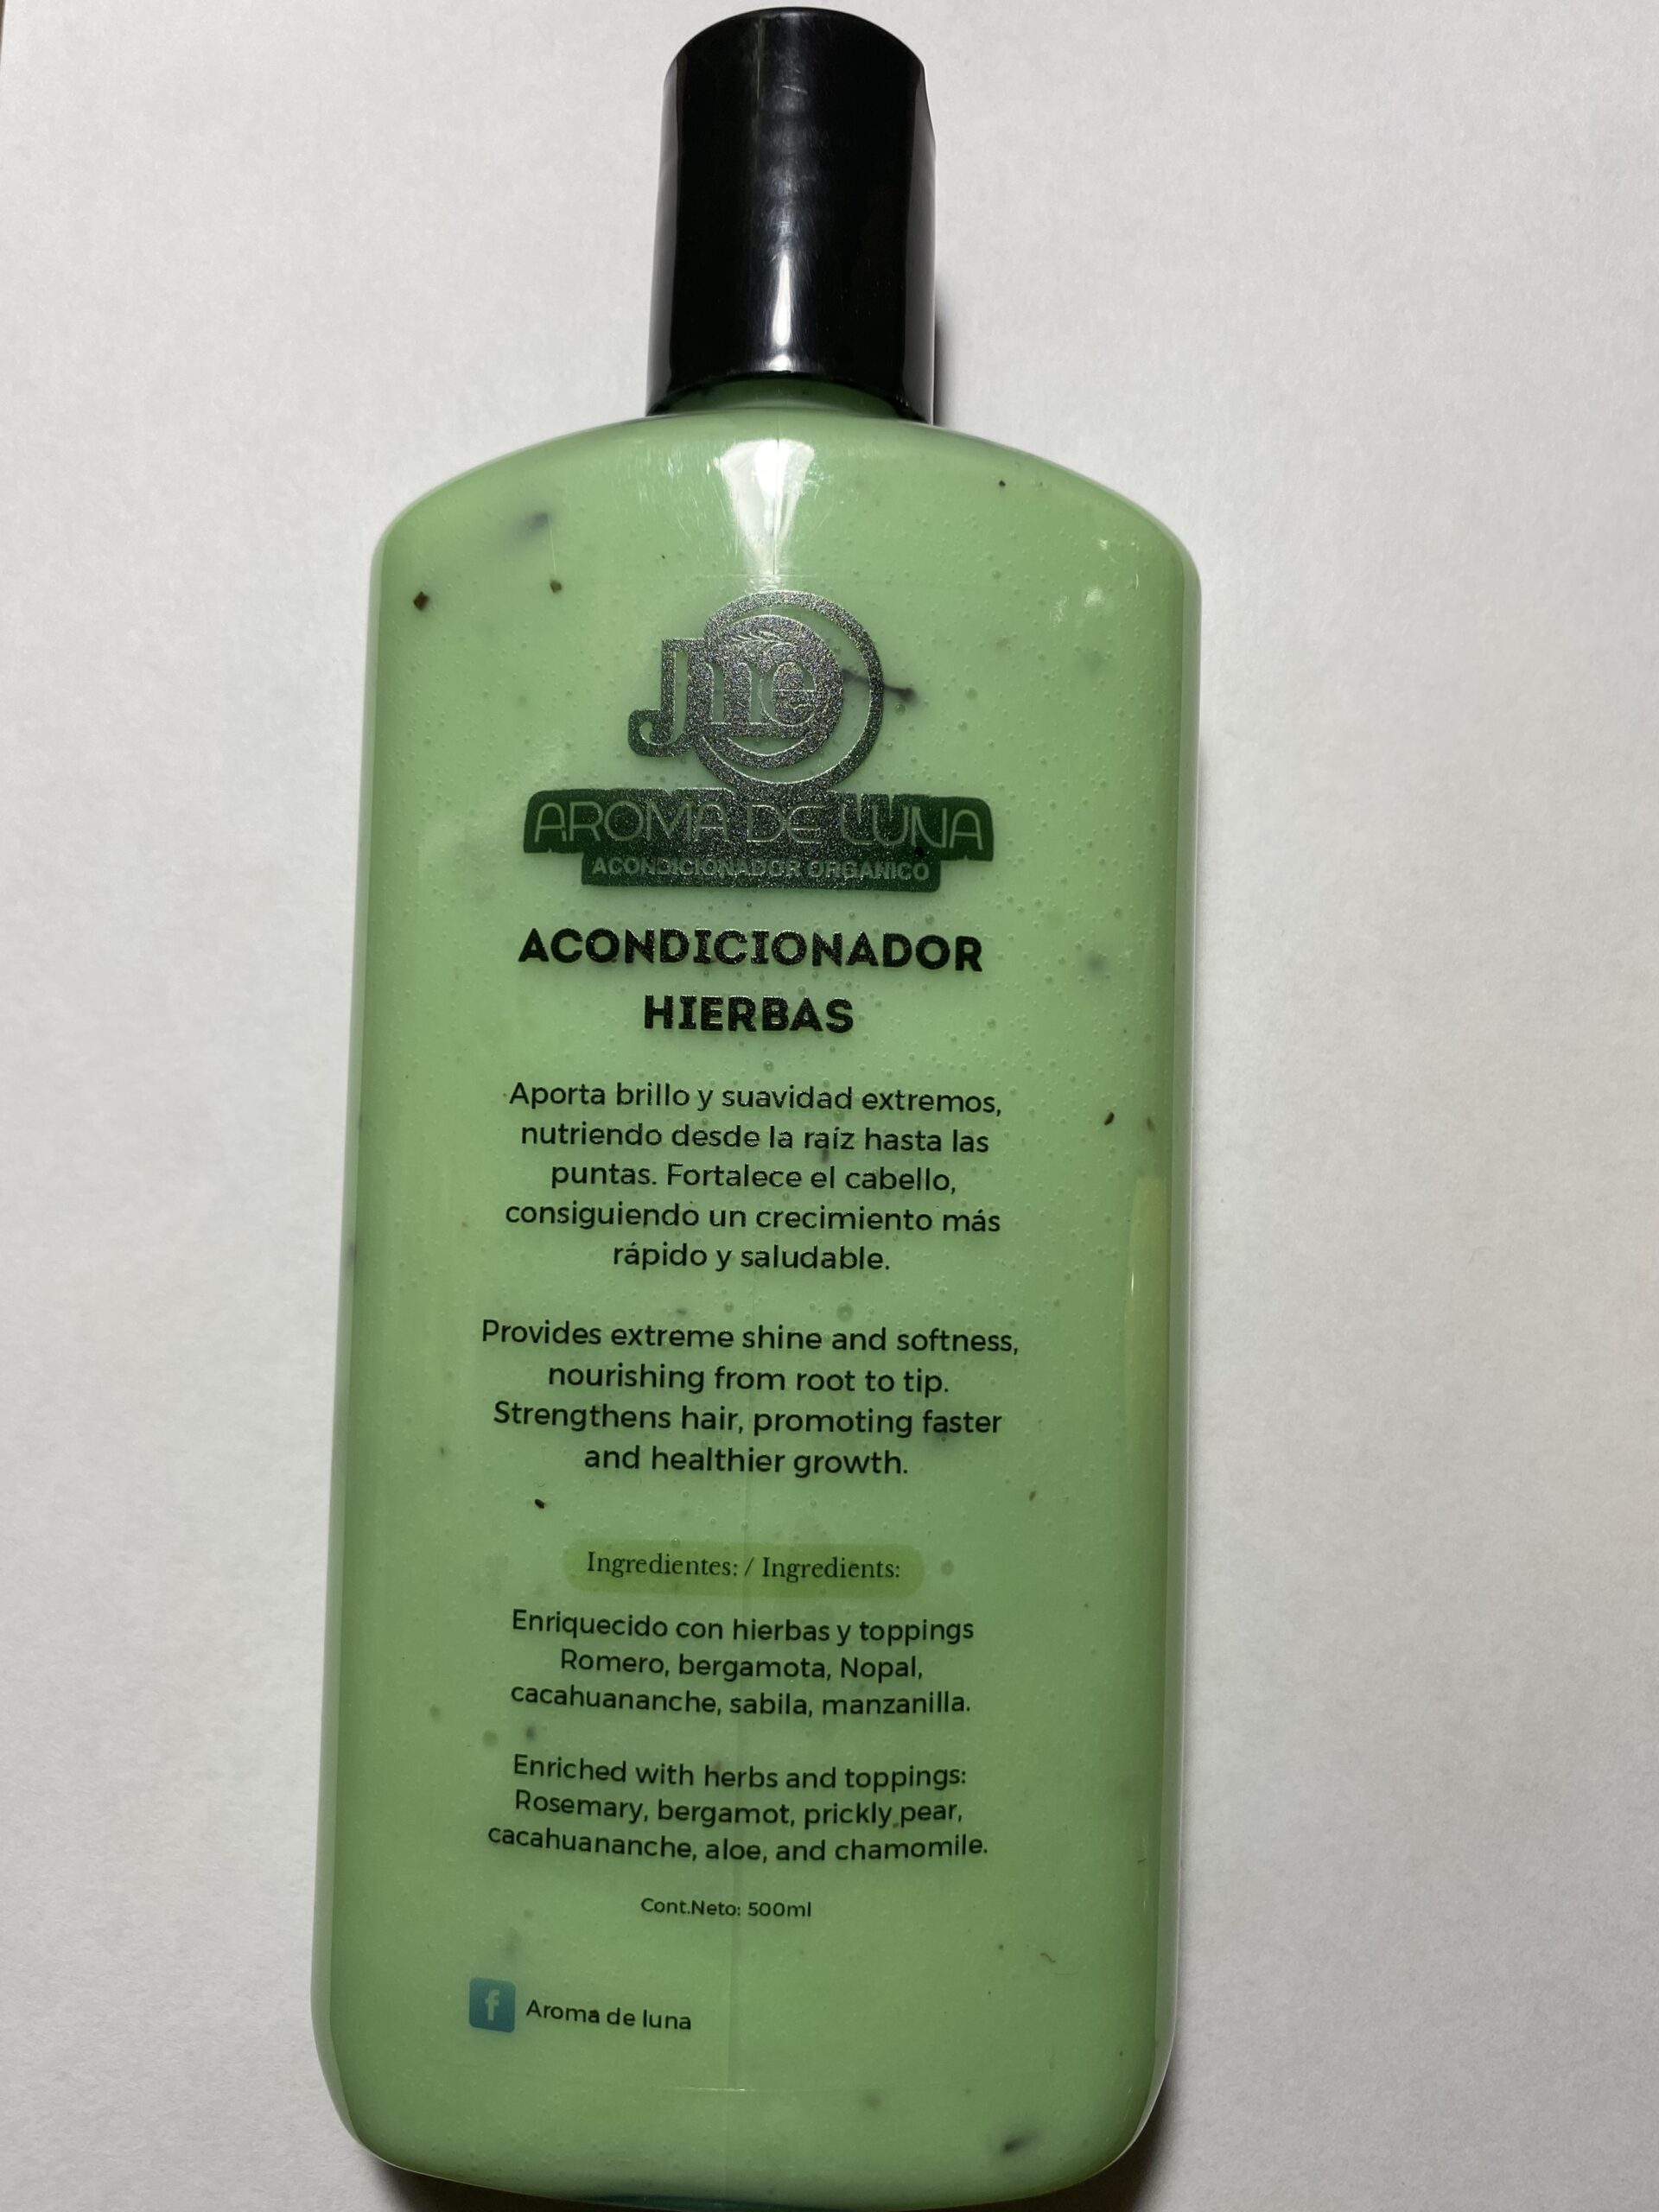 Jme
AROMA DE LUNA
ACONDICIONADOR ORGANICO
ACONDICIONADOR
HIERBAS
Aporta brillo y suavidad extremos,
nutriendo desde la raíz hasta las
puntas. Fortalece el cabello,
consiguiendo un crecimiento más
rápido y saludable.
Provides extreme shine and softness,
nourishing from root to tip.
Strengthens hair, promoting faster
and healthier growth.
Ingredientes: / Ingredients:
Enriquecido con hierbas y toppings
Romero, bergamota, Nopal,
cacahuananche, sabila, manzanilla.
Enriched with herbs and toppings:
Rosemary, bergamot, prickly pear,
cacahuananche, aloe, and chamomile.
Cont.Neto: 500ml
f Aroma de luna